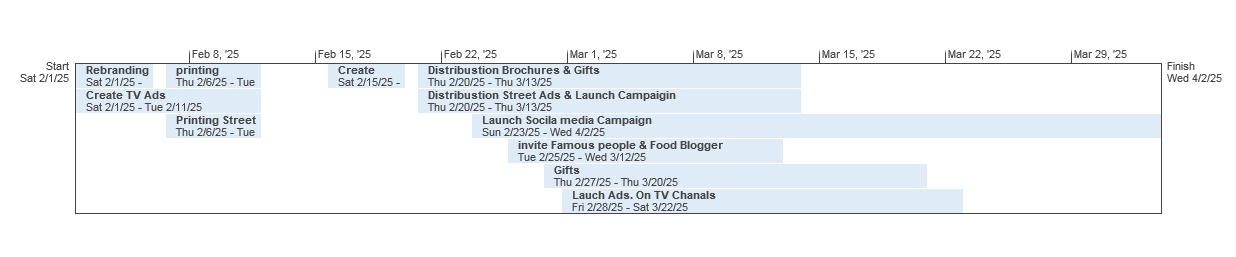 Feb 8, '25
Feb 15, '25
Feb 22, '25
Mar 1, '25
Mar 8, '25
Mar 15, '25
Mar 22, '25
Mar 29, '25
Start
Sat 2/1/25
Finish
Wed 4/2/25
Rebranding
Sat 2/1/25 -
printing
Thu 2/6/25 - Tue
Create
Sat 2/15/25 -
Distribustion Brochures & Gifts
Thu 2/20/25 - Thu 3/13/25
Create TV Ads
Sat 2/1/25 - Tue 2/11/25
Distribustion Street Ads & Launch Campaigin
Thu 2/20/25 - Thu 3/13/25
Printing Street
Thu 2/6/25 - Tue
Launch Socila media Campaign
Sun 2/23/25 - Wed 4/2/25
invite Famous people & Food Blogger
Tue 2/25/25 - Wed 3/12/25
Gifts
Thu 2/27/25 - Thu 3/20/25
Lauch Ads. On TV Chanals
Fri 2/28/25 - Sat 3/22/25